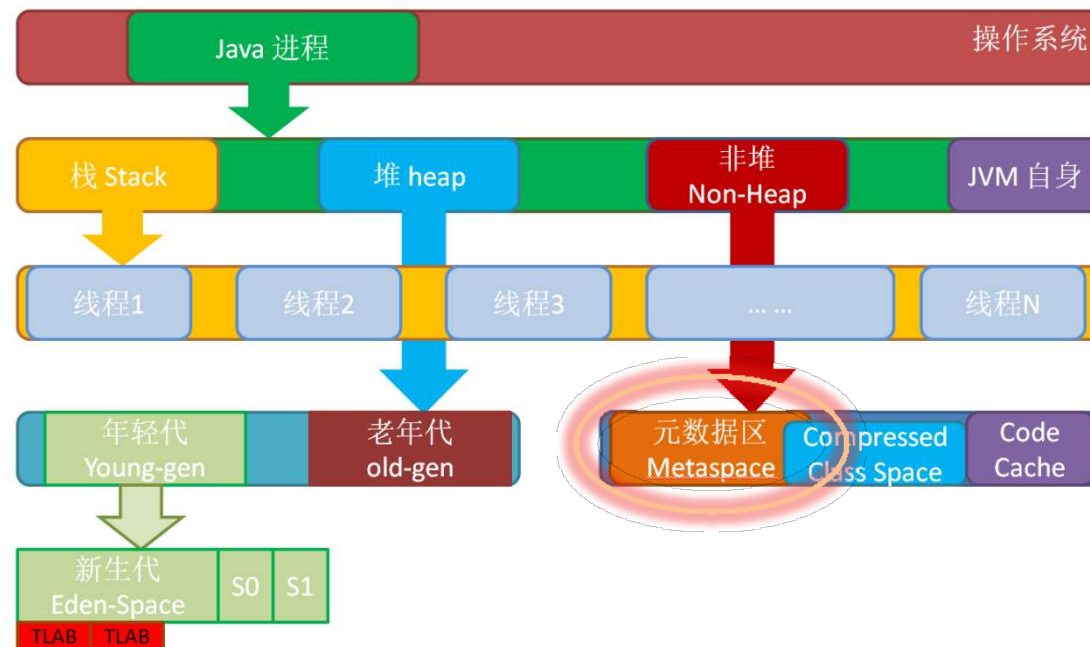 Java 进程
操作系统
栈 Stack
堆 heap
非堆
Non-Heap
JVM 自身
线程1
线程2
线程3
... ...
线程N
年轻代
Young-gen
老年代
old-gen
元数据区
Metaspace
Compressed
Class Space
Code
Cache
新生代
Eden-Space
S0
S1
TLAB
TLAB